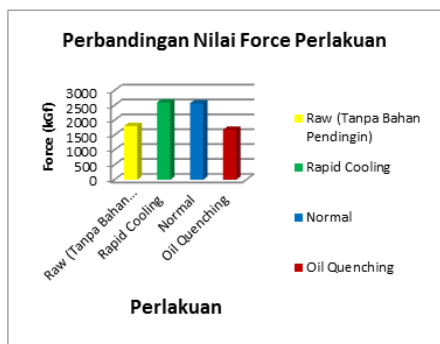 Perbandingan Nilai Force Perlakuan
Force (kGf)
3000
2500
2000
1500
1000
500
0
Raw (Tanpa Bahan...
Rapid Cooling
Normal
Oil Quenching
Perlakuan
Raw (Tanpa Bahan
Pendingin)
Rapid Cooling
Normal
Oil Quenching